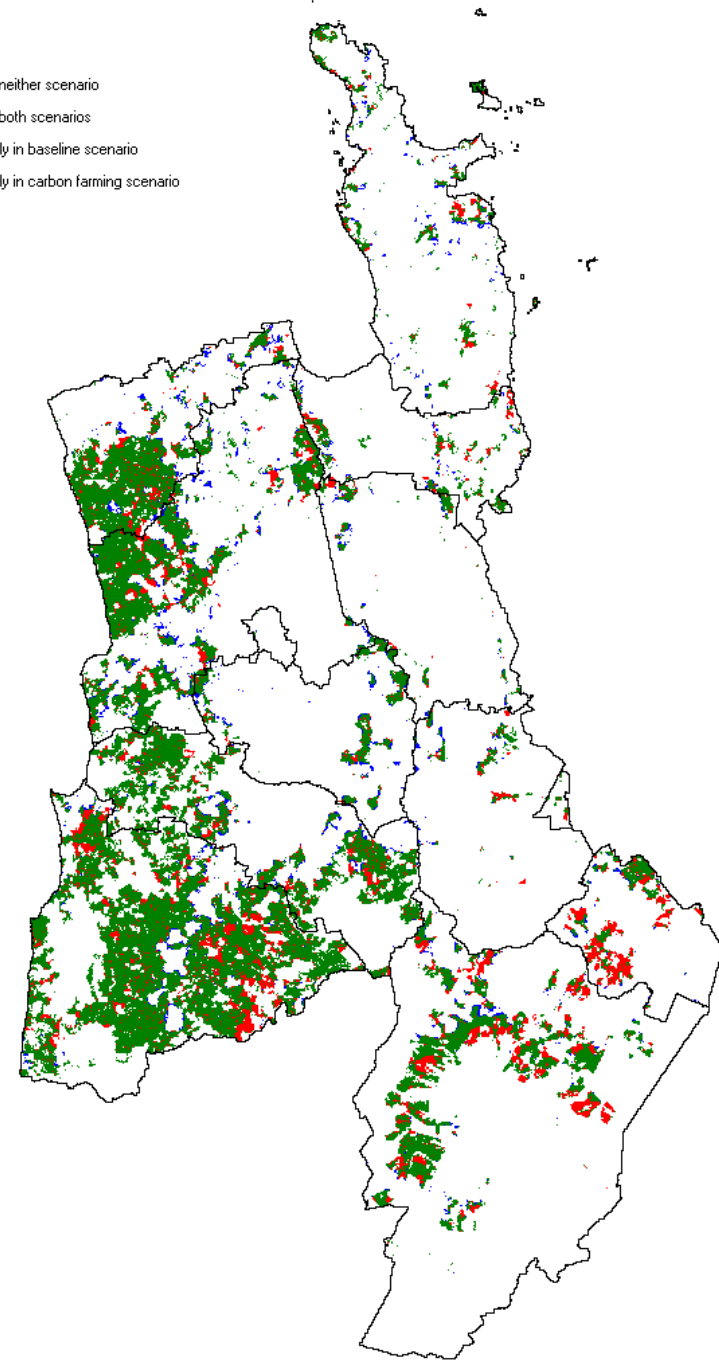 neither scenario
both scenarios
ly in baseline scenario
ly in carbon farming scenario